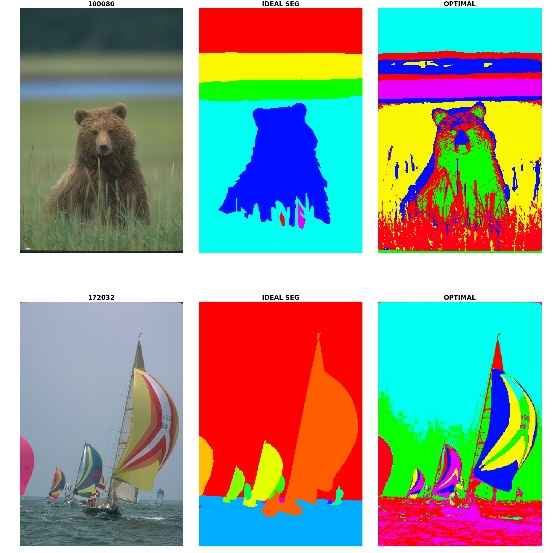 100080 IDEAL SEG OPTIMAL
172032 IDEAL SEG OPTIMAL